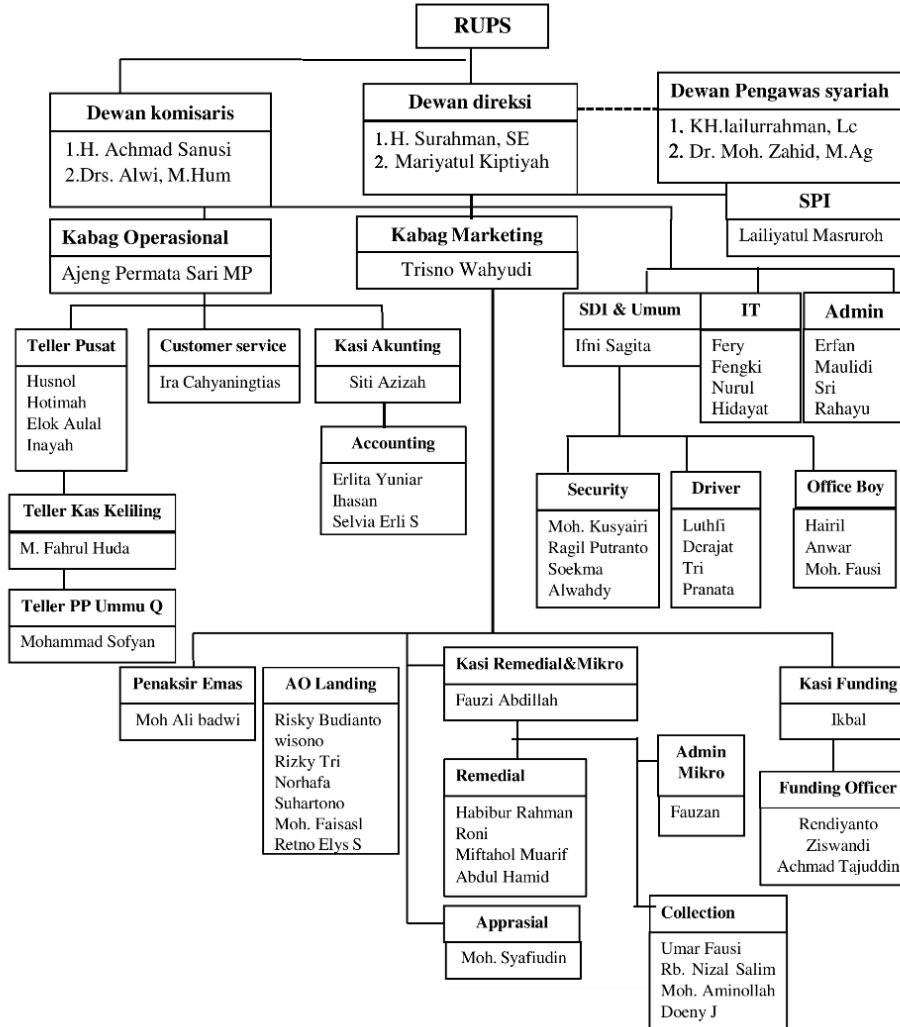 RUPS
Dewan komisaris
1.H. Achmad Sanusi
2.Drs. Alwi, M.Hum
Dewan direksi
1.H. Surahman, SE
2. Mariyatul Kiptiyah
Dewan Pengawas syariah
1. KH.lailurrahman, Lc
2. Dr. Moh. Zahid, M.Ag
SPI
Lailiyatul Masruroh
Kabag Operasional
Ajeng Permata Sari MP
Kabag Marketing
Trisno Wahyudi
SDI & Umum
Ifni Sagita
IT
Fery
Fengki
Nurul
Hidayat
Admin
Erfan
Maulidi
Sri
Rahayu
Teller Pusat
Husnol
Hotimah
Elok Aulal
Inayah
Customer service
Ira Cahyaningtias
Kasi Akunting
Siti Azizah
Accounting
Erlita Yuniar
Ihasan
Selvia Erli S
Security
Moh. Kusyairi
Ragil Putranto
Soekma
Alwahdy
Driver
Luthfi
Derajat
Tri
Pranata
Office Boy
Hairil
Anwar
Moh. Fausi
Teller Kas Keliling
M. Fahrul Huda
Teller PP Ummu Q
Mohammad Sofyan
Penaksir Emas
Moh Ali badwi
AO Landing
Risky Budianto
wisono
Rizky Tri
Norhafa
Suhartono
Moh. Faisasl
Retno Elys S
Kasi Remedial&Mikro
Fauzi Abdillah
Kasi Funding
Ikbal
Remedial
Habibur Rahman
Roni
Miftahol Muarif
Abdul Hamid
Admin
Mikro
Fauzan
Funding Officer
Rendiyanto
Ziswandi
Achmad Tajuddin
Apprasial
Moh. Syafiudin
Collection
Umar Fausi
Rb. Nizal Salim
Moh. Aminollah
Doeny J